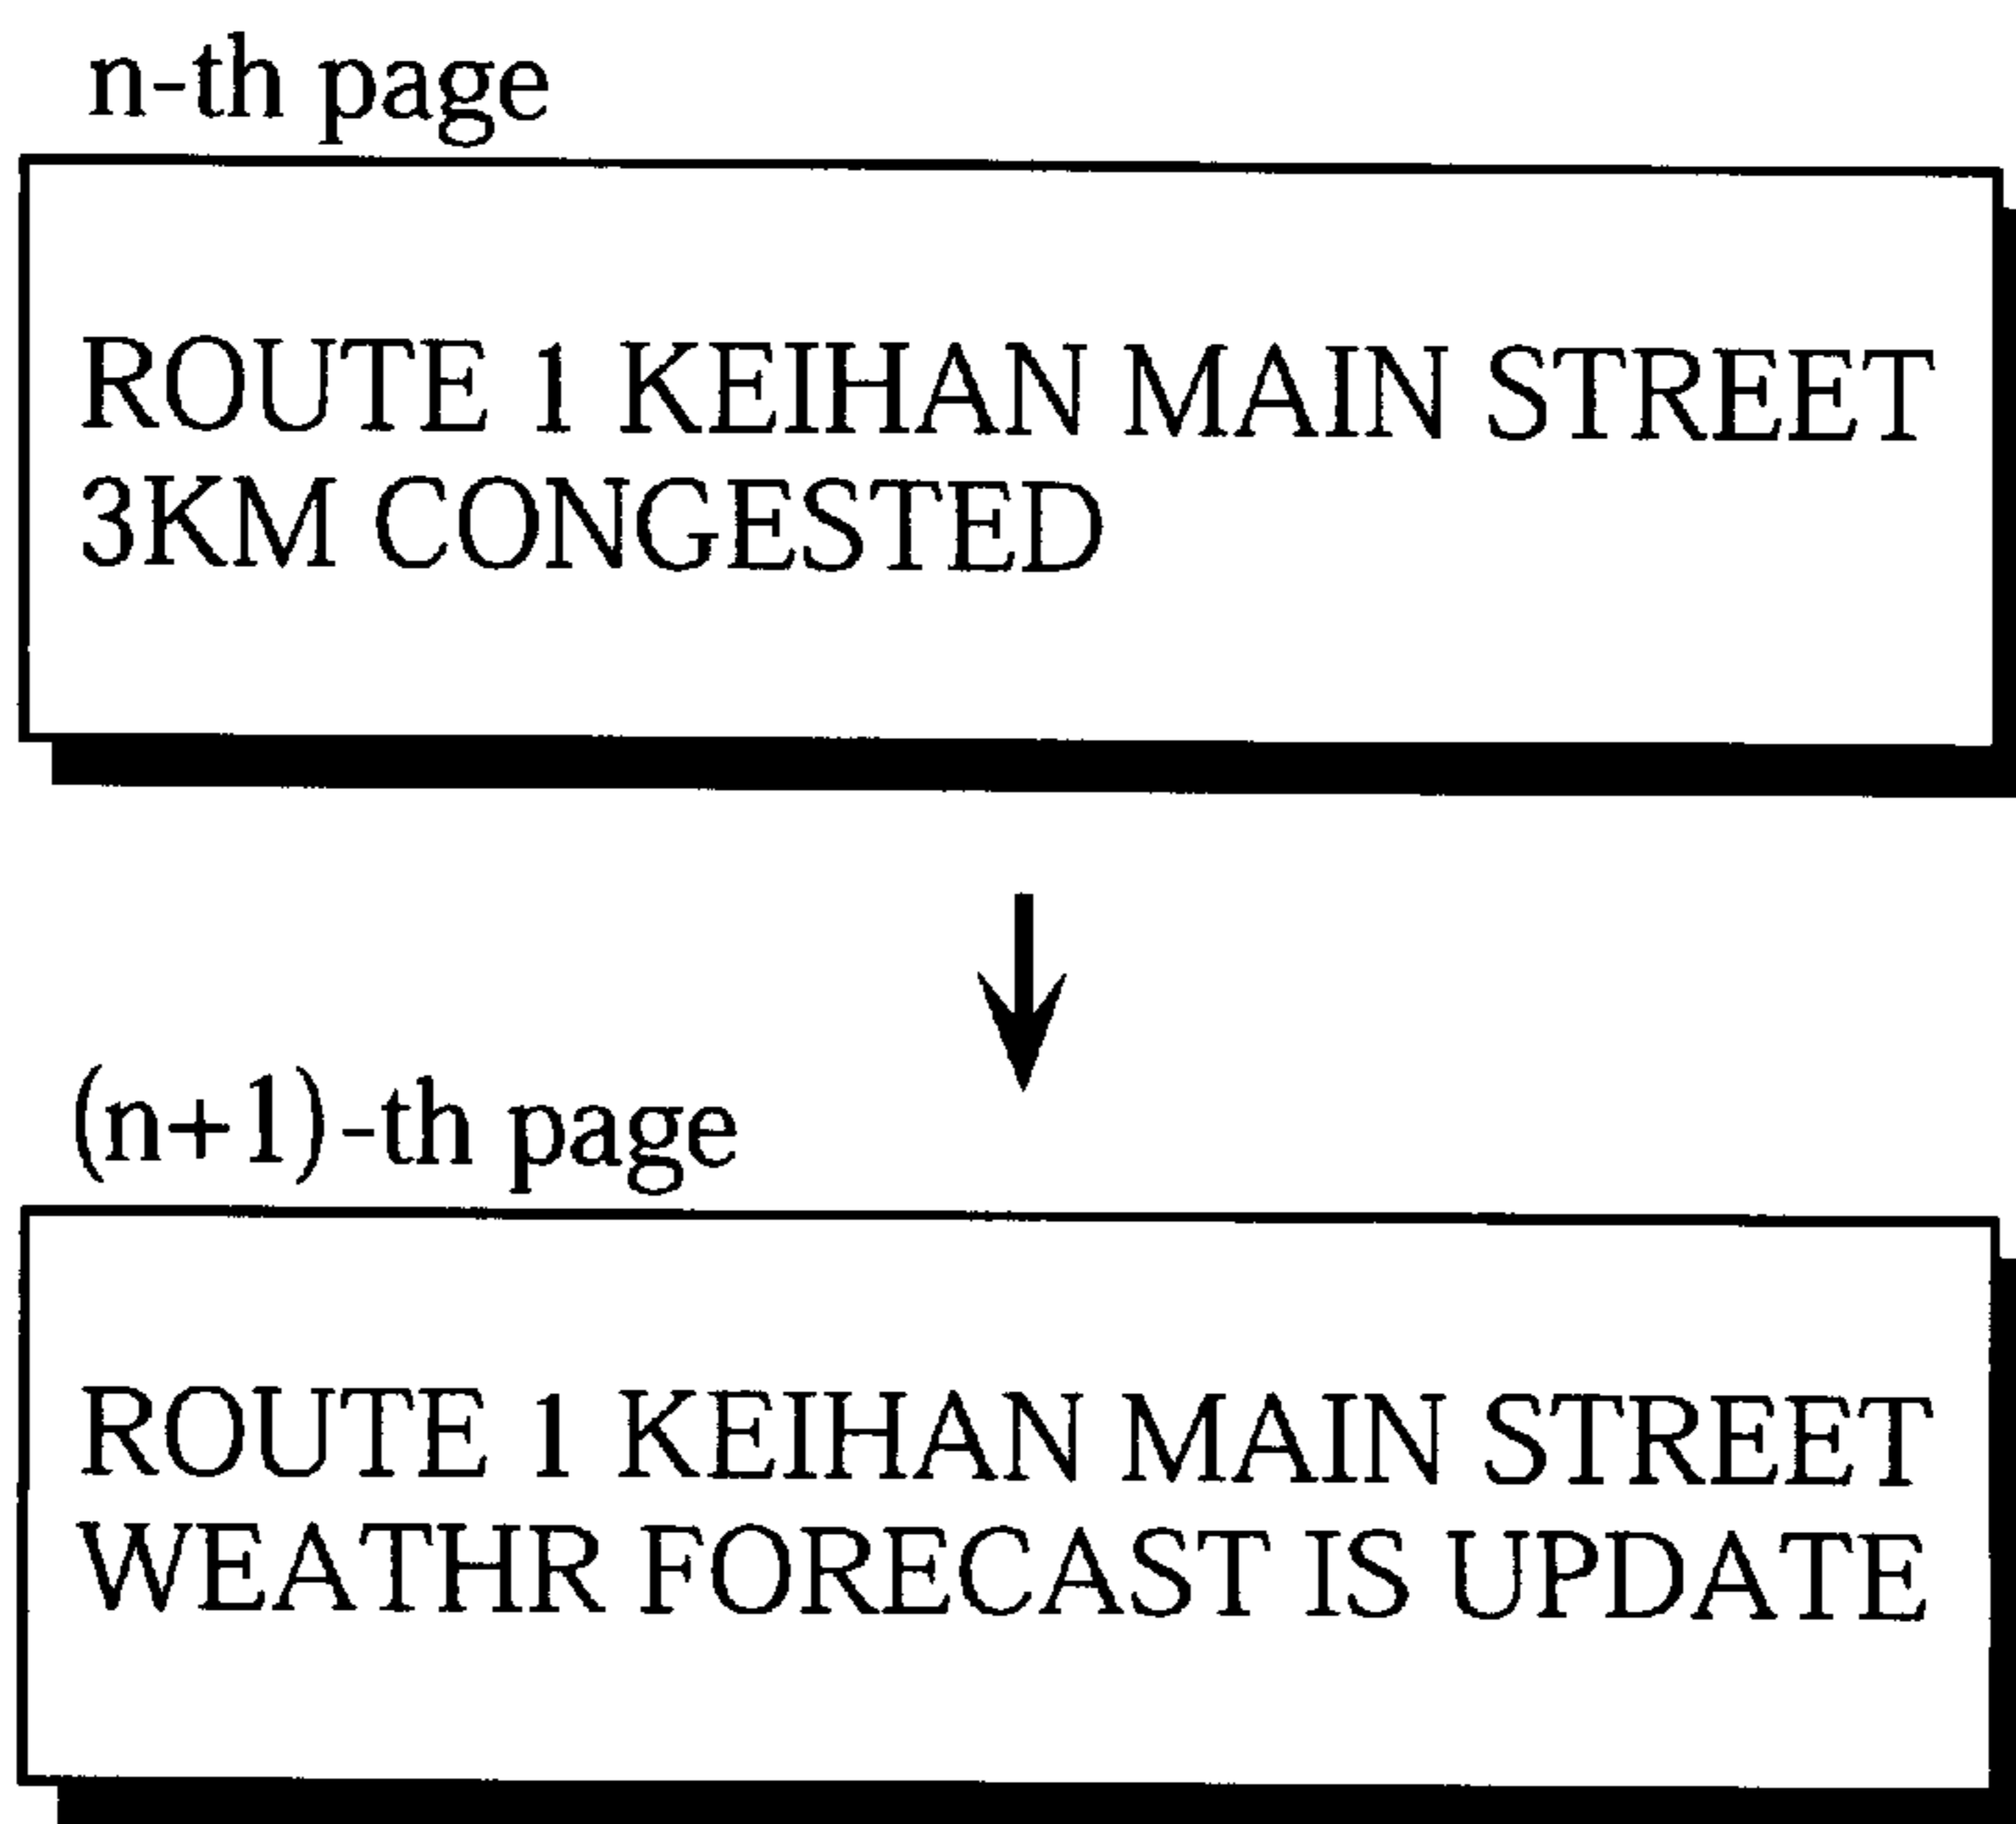 n-th page
ROUTE 1 KEIHAN MAIN STREET
3KM CONGESTED
(n+1)-th page
ROUTE 1 KEIHAN MAIN STREET
WEATHR FORECAST IS UPDATE